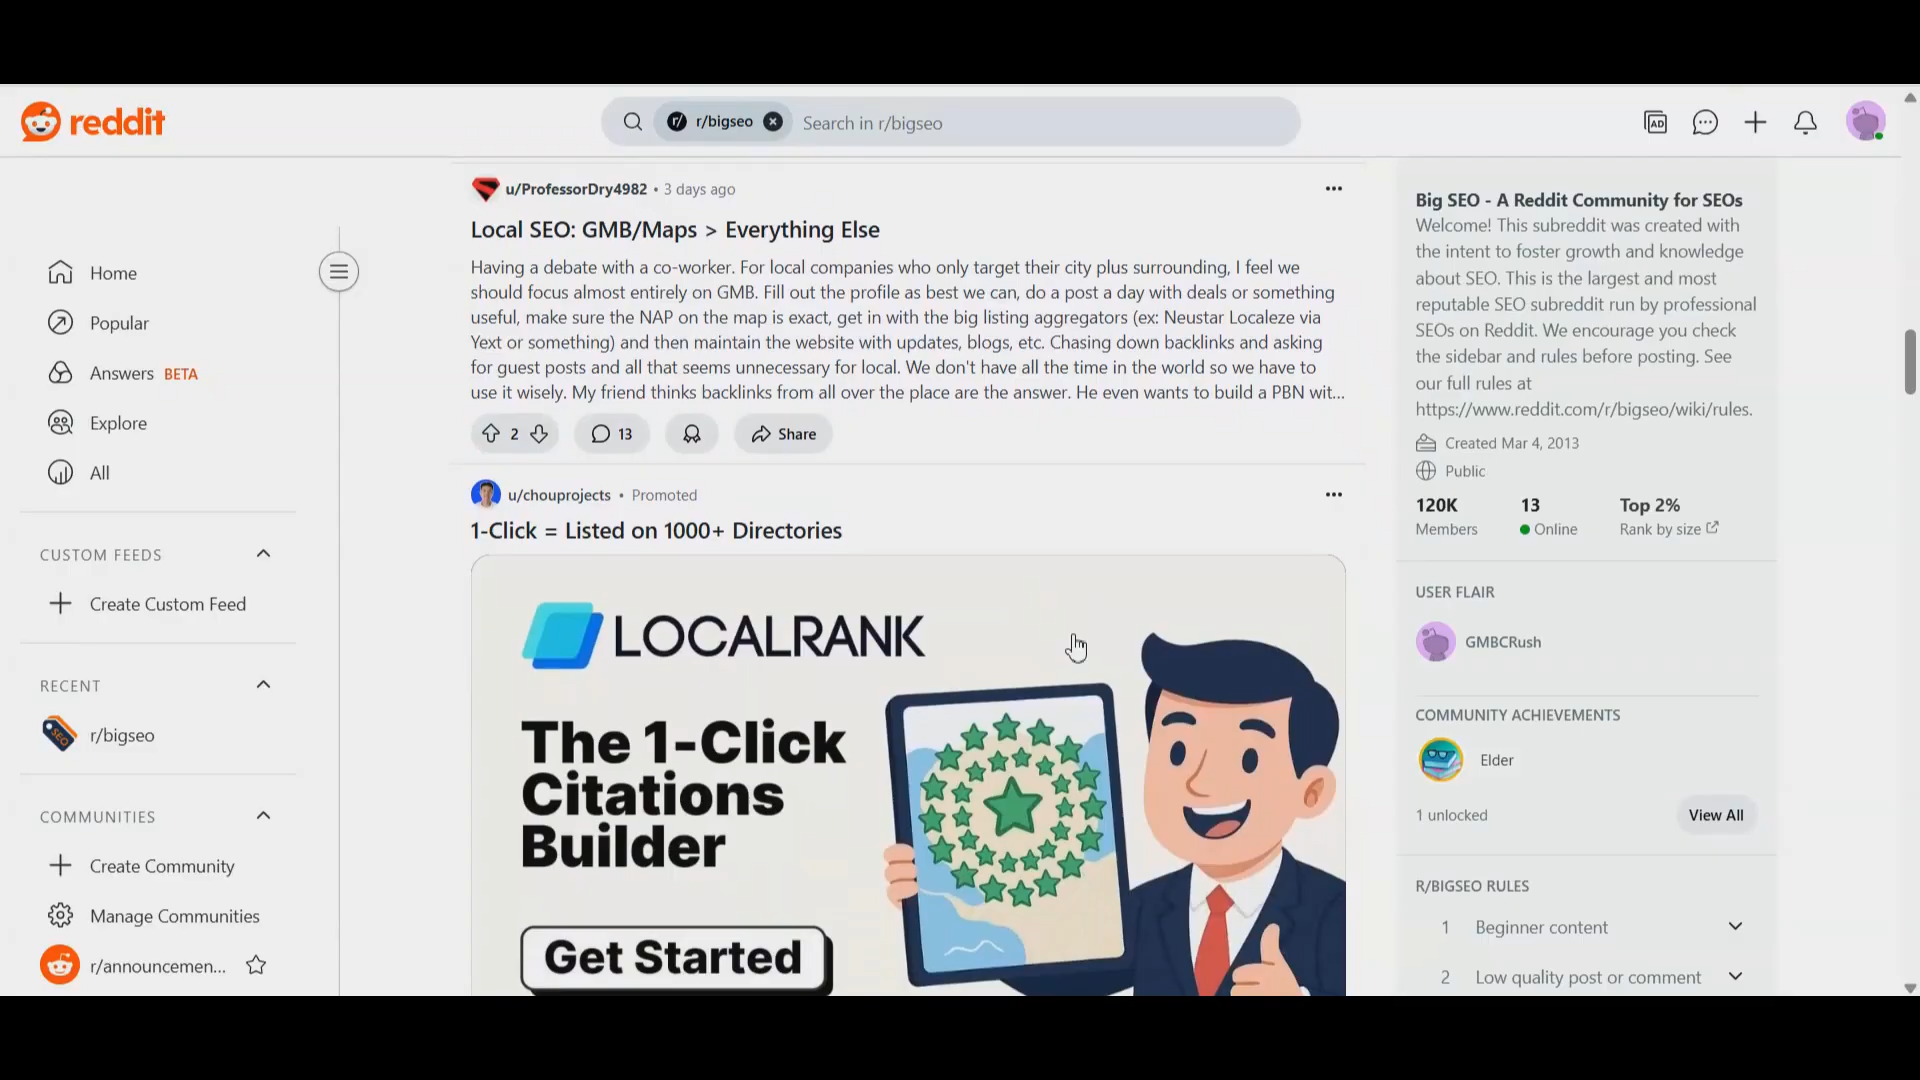 reddit
r/ r/bigseo Search in r/bigseo
AD
Home
Popular
Answers BETA
Explore
All
CUSTOM FEEDS
Create Custom Feed
RECENT
SEO r/bigseo
COMMUNITIES
Create Community
Manage Communities
r/announcemen...
u/ProfessorDry4982 • 3 days ago
Local SEO: GMB/Maps > Everything Else
Having a debate with a co-worker. For local companies who only target their city plus surrounding, I feel we
should focus almost entirely on GMB. Fill out the profile as best we can, do a post a day with deals or something
useful, make sure the NAP on the map is exact, get in with the big listing aggregators (ex: Neustar Localeze via
Yext or something) and then maintain the website with updates, blogs, etc. Chasing down backlinks and asking
for guest posts and all that seems unnecessary for local. We don't have all the time in the world so we have to
use it wisely. My friend thinks backlinks from all over the place are the answer. He even wants to build a PBN wit...
2 13 Share
u/chouprojects • Promoted
1-Click = Listed on 1000+ Directories
LOCALRANK
The 1-Click
Citations
Builder
Get Started
Big SEO - A Reddit Community for SEOs
Welcome! This subreddit was created with
the intent to foster growth and knowledge
about SEO. This is the largest and most
reputable SEO subreddit run by professional
SEOs on Reddit. We encourage you check
the sidebar and rules before posting. See
our full rules at
https://www.reddit.com/r/bigseo/wiki/rules.
Created Mar 4, 2013
Public
120K 13 Top 2%
Members Online Rank by size
USER FLAIR
GMBCRush
COMMUNITY ACHIEVEMENTS
Elder
1 unlocked View All
R/BIGSEO RULES
1 Beginner content
2 Low quality post or comment